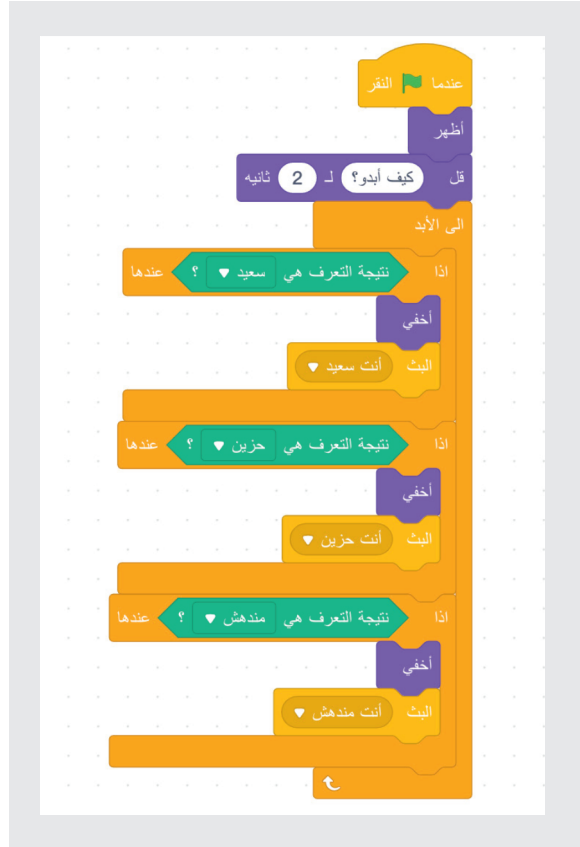 عندما النقر
أظهر
قل كيف أبدو؟ لـ 2 ثانيه
الى الأبد
اذا نتيجة التعرف هي سعيد ؟ عندها
أخفي
البث أنت سعيد
اذا نتيجة التعرف هي حزين ؟ عندها
أخفي
البث أنت حزين
اذا نتيجة التعرف هي مندهش ؟ عندها
أخفي
البث أنت مندهش